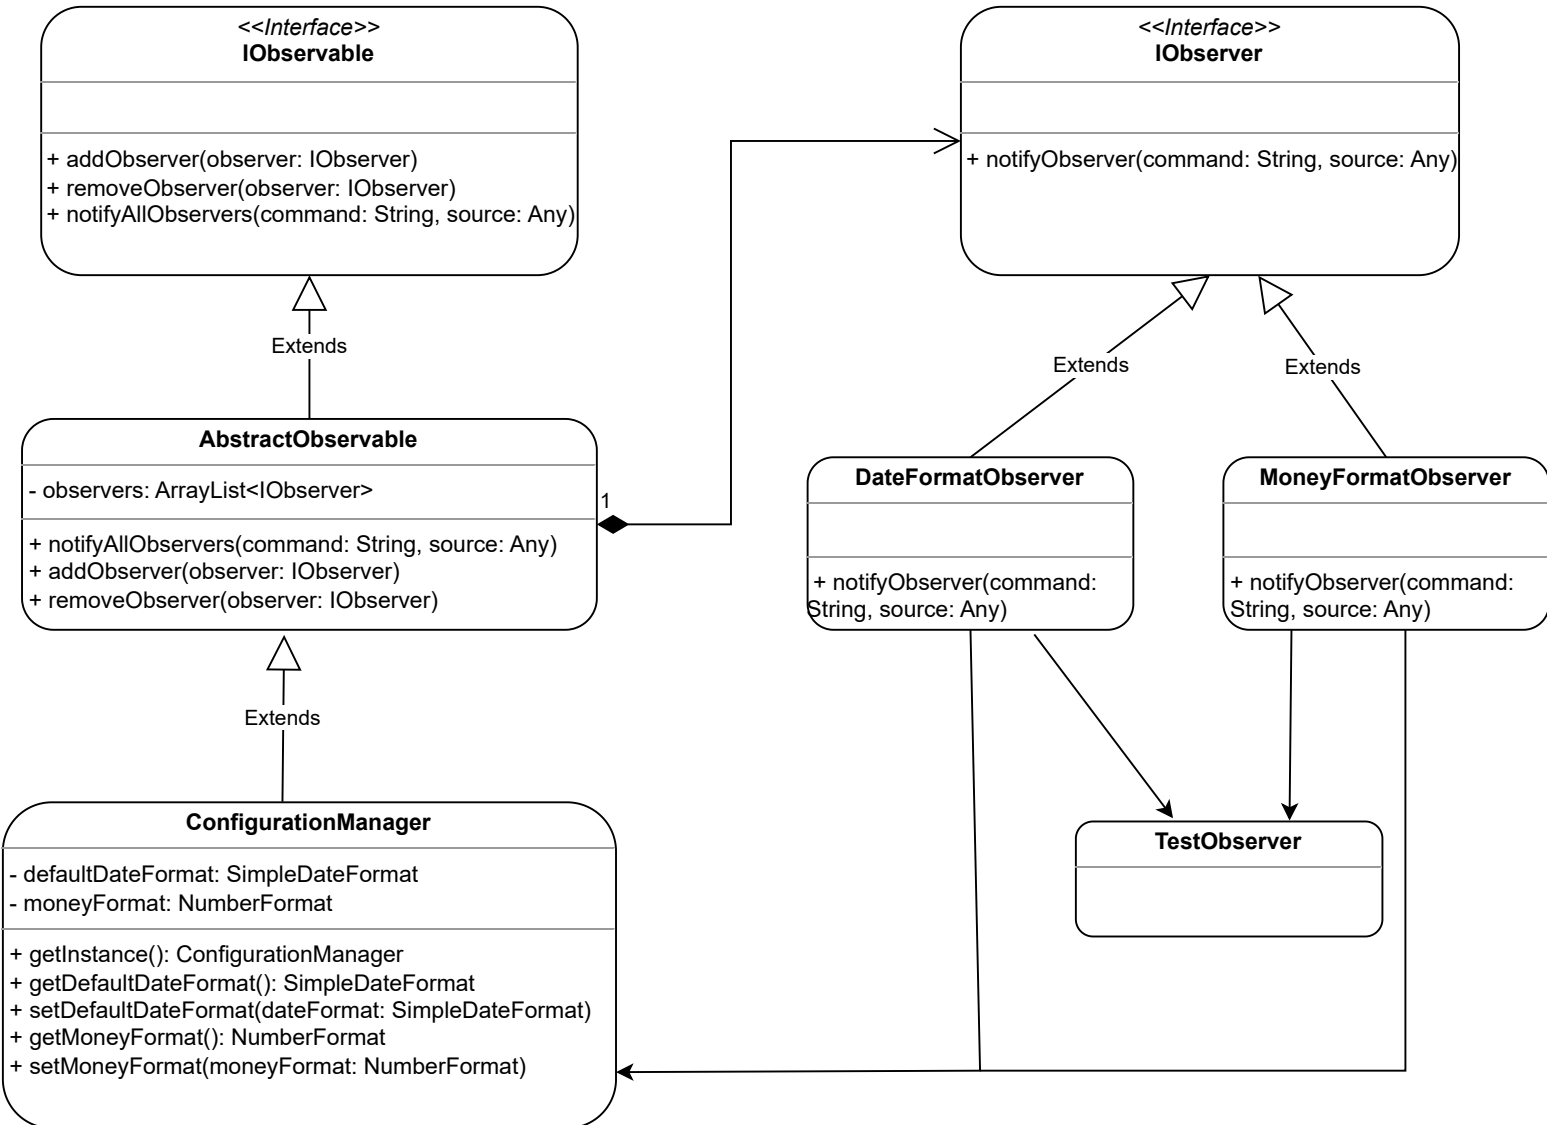 <<Interface>>
IObservable
+ addObserver(observer: IObserver)
+ removeObserver(observer: IObserver)
+ notifyAllObservers(command: String, source: Any)
<<Interface>>
IObserver
+ notifyObserver(command: String, source: Any)
Extends
Extends
Extends
AbstractObservable
- observers: ArrayList<IObserver>
+ notifyAllObservers(command: String, source: Any)
+ addObserver(observer: IObserver)
+ removeObserver(observer: IObserver)
1
DateFormatObserver
+ notifyObserver(command:
String, source: Any)
MoneyFormatObserver
+ notifyObserver(command:
String, source: Any)
Extends
ConfigurationManager
- defaultDateFormat: SimpleDateFormat
- moneyFormat: NumberFormat
+ getInstance(): ConfigurationManager
+ getDefaultDateFormat(): SimpleDateFormat
+ setDefaultDateFormat(dateFormat: SimpleDateFormat)
+ getMoneyFormat(): NumberFormat
+ setMoneyFormat(moneyFormat: NumberFormat)
TestObserver